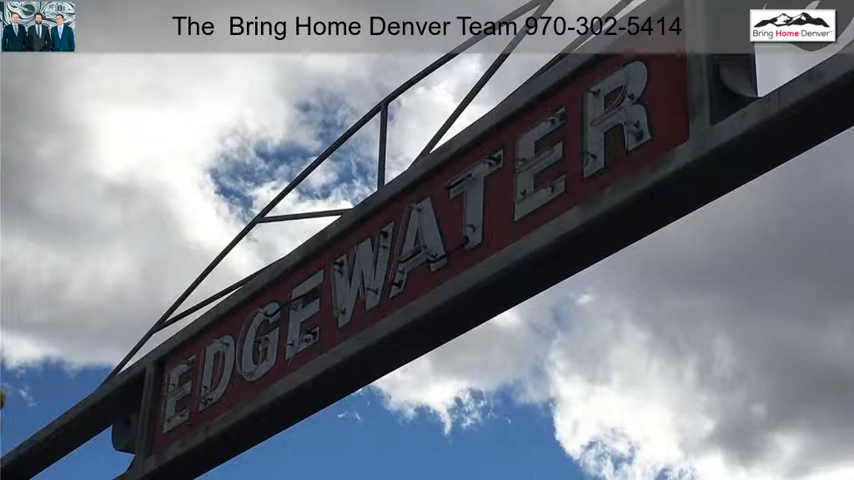 The  Bring Home Denver Team 970-302-5414
Bring Home Denver
EDGEWATER